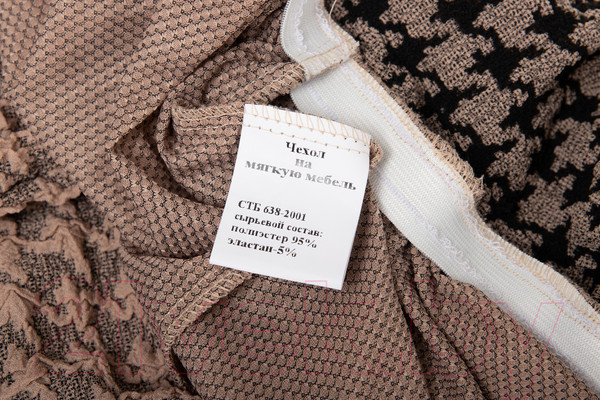 Чехол
на
мягкую мебель
СТБ 638-2001
сырьевой состав:
полиэстер 95%
эластан-5%